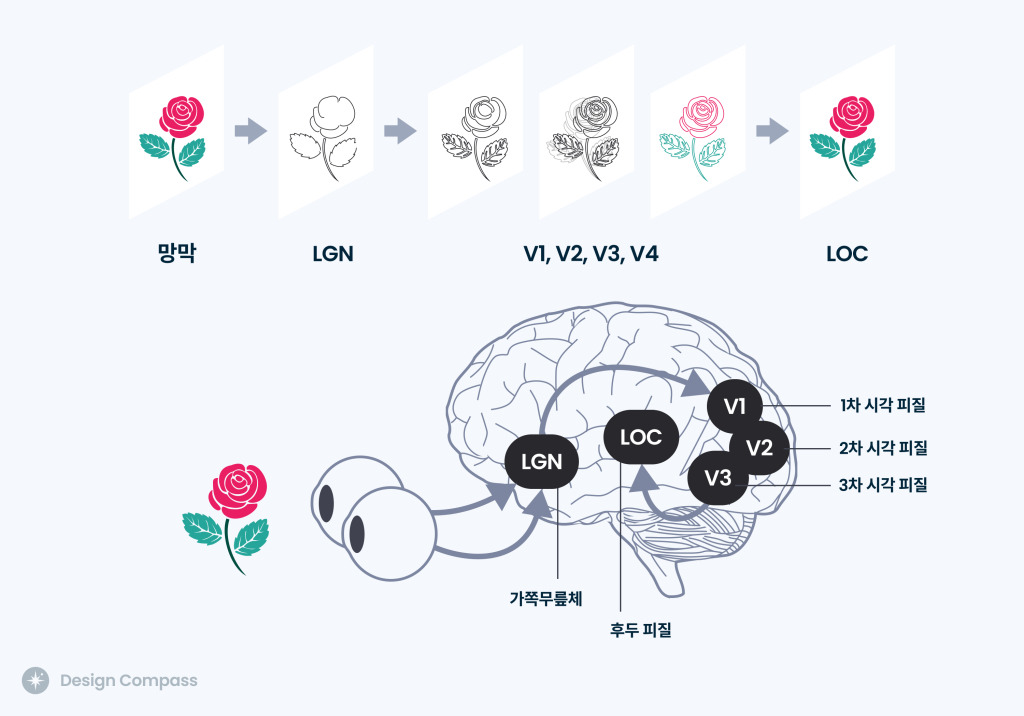 망막
LGN
V1, V2, V3, V4
LOC
V1
1차 시각 피질
LOC
V2
2차 시각 피질
LGN
V3
3차 시각 피질
가쪽무릎체
후두 피질
Design Compass